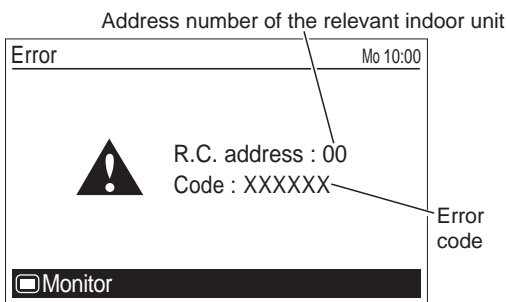 Address number of the relevant indoor unit
Error Mo 10:00
R.C. address : 00
Code : XXXXXX
Error
code
Monitor